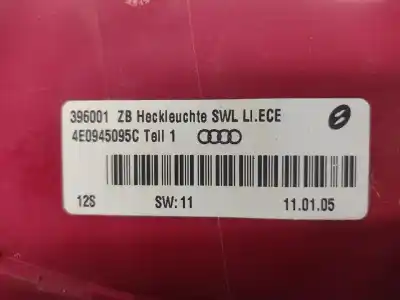 396001 ZB Heckleuchte SWL LI.ECE
4E0945095C Teil 1
12S SW:11 11.01.05